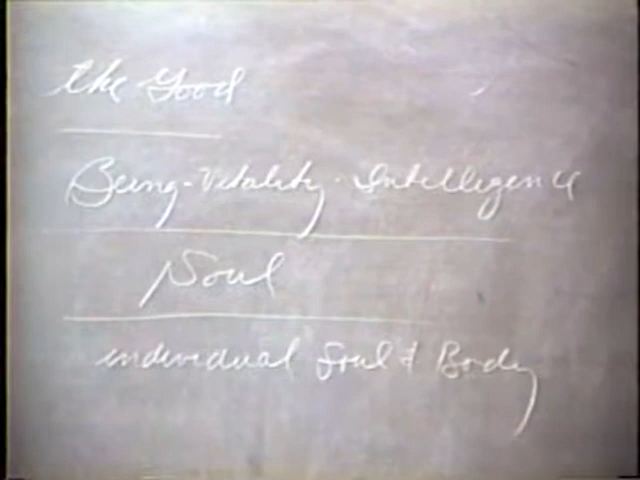 the Good
Being-Vitality-Intelligence
Soul
individual Soul & Body